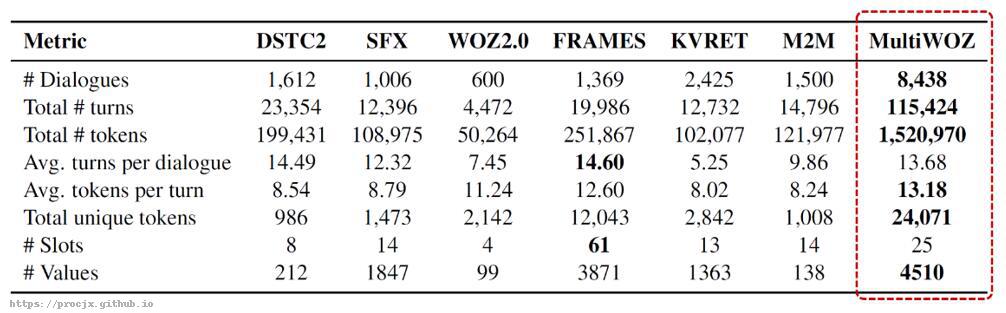 Metric DSTC2 SFX WOZ2.0 FRAMES KVRET M2M MultiWOZ
# Dialogues 1,612 1,006 600 1,369 2,425 1,500 8,438
Total # turns 23,354 12,396 4,472 19,986 12,732 14,796 115,424
Total # tokens 199,431 108,975 50,264 251,867 102,077 121,977 1,520,970
Avg. turns per dialogue 14.49 12.32 7.45 14.60 5.25 9.86 13.68
Avg. tokens per turn 8.54 8.79 11.24 12.60 8.02 8.24 13.18
Total unique tokens 986 1,473 2,142 12,043 2,842 1,008 24,071
# Slots 8 14 4 61 13 14 25
# Values 212 1847 99 3871 1363 138 4510
https://procjx.github.io